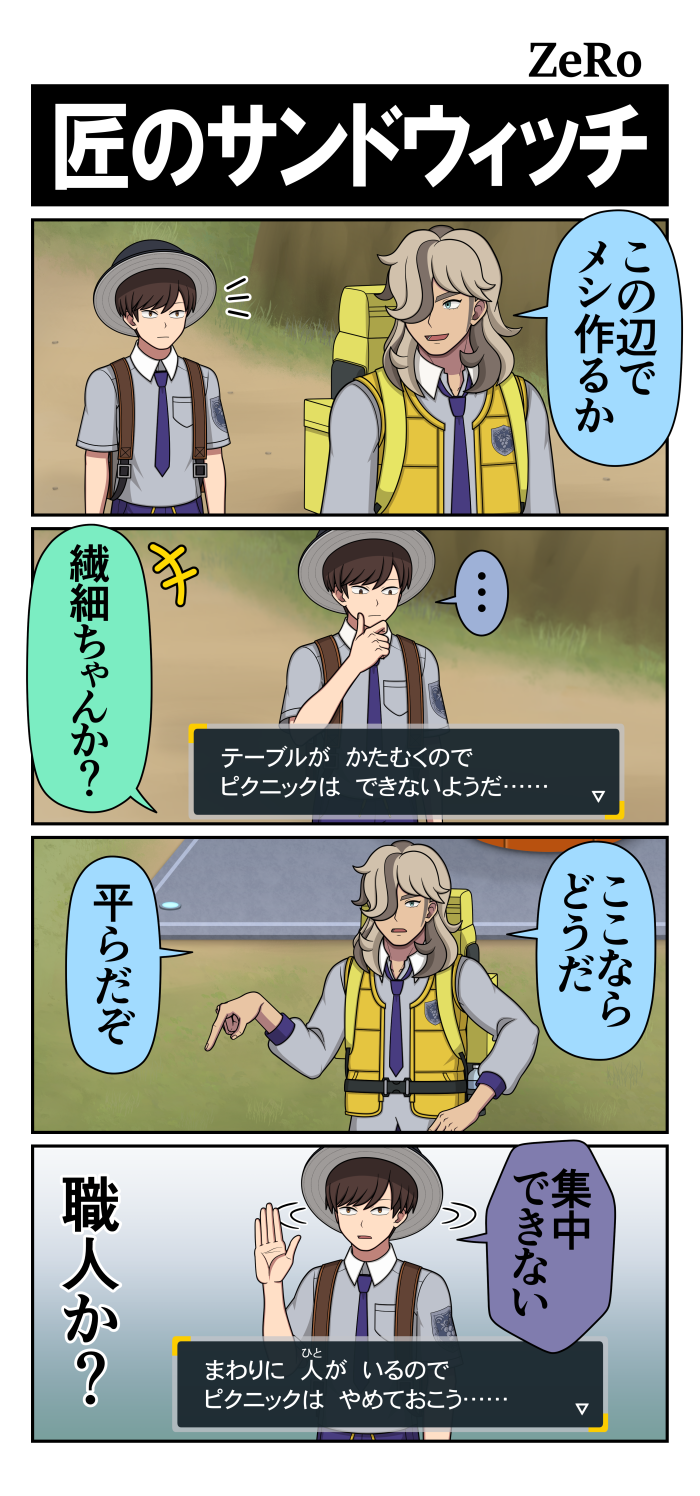 ZeRo
匠のサンドウィッチ
この辺で
メシ作るか
…
繊細ちゃんか？
テーブルが　かたむくので
ピクニックは　できないようだ……
ここなら
どうだ
平らだぞ
集中
できない
職人か？
まわりに　人が　いるので
ひと
ピクニックは　やめておこう……